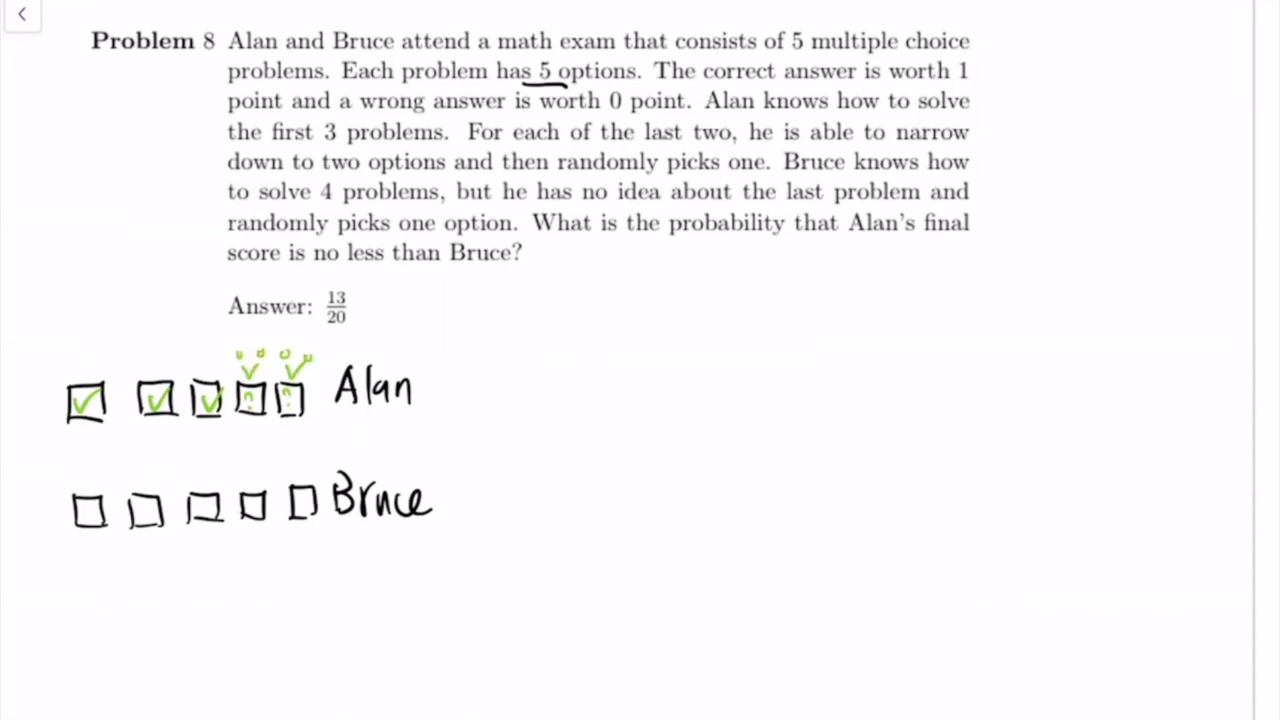 Problem 8 Alan and Bruce attend a math exam that consists of 5 multiple choice
problems. Each problem has 5 options. The correct answer is worth 1
point and a wrong answer is worth 0 point. Alan knows how to solve
the first 3 problems. For each of the last two, he is able to narrow
down to two options and then randomly picks one. Bruce knows how
to solve 4 problems, but he has no idea about the last problem and
randomly picks one option. What is the probability that Alan's final
score is no less than Bruce?
Answer: 13/20
Alan
Bruce